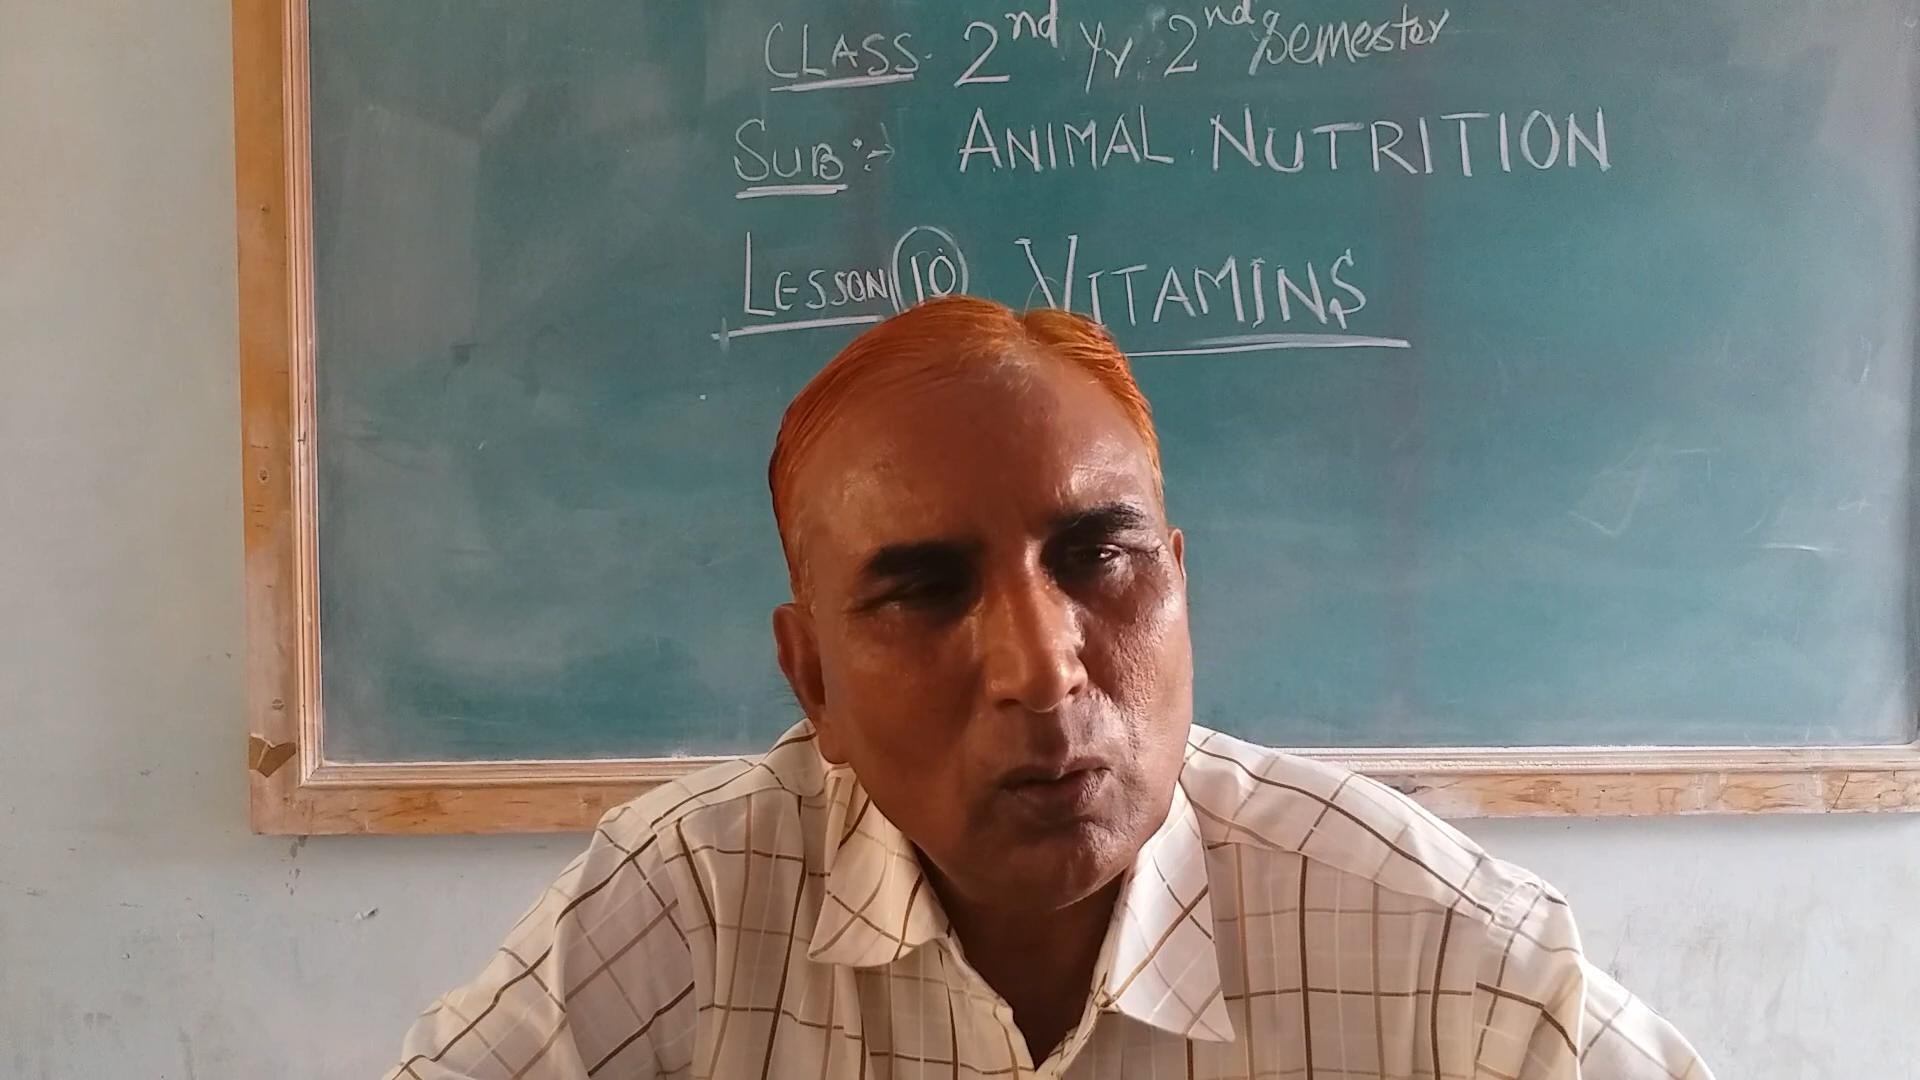 CLASS. 2nd Yr. 2nd Semester
SUB:→ ANIMAL NUTRITION
LESSON 10 VITAMINS